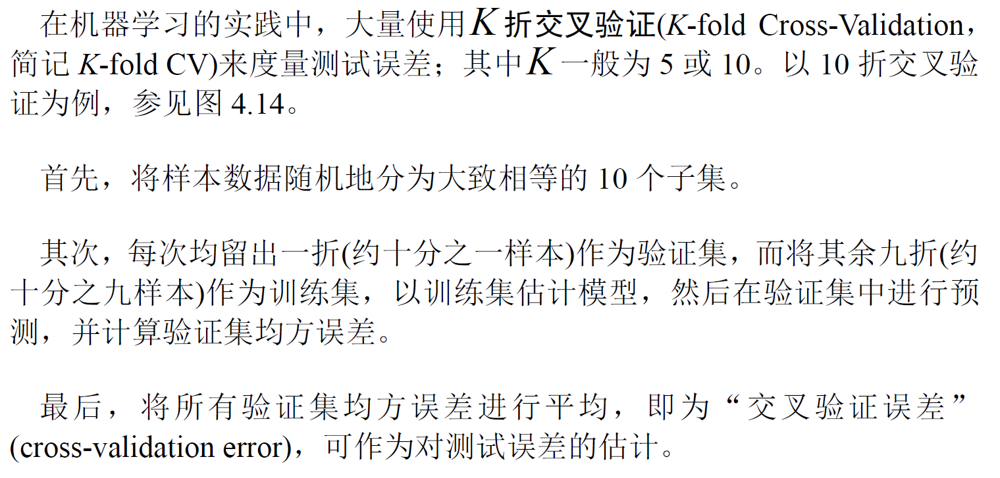 在机器学习的实践中，大量使用K折交叉验证(K-fold Cross-Validation，
简记 K-fold CV)来度量测试误差；其中K一般为 5 或 10。以 10 折交叉验
证为例，参见图 4.14。
首先，将样本数据随机地分为大致相等的 10 个子集。
其次，每次均留出一折(约十分之一样本)作为验证集，而将其余九折(约
十分之九样本)作为训练集，以训练集估计模型，然后在验证集中进行预
测，并计算验证集均方误差。
最后，将所有验证集均方误差进行平均，即为“交叉验证误差”
(cross-validation error)，可作为对测试误差的估计。